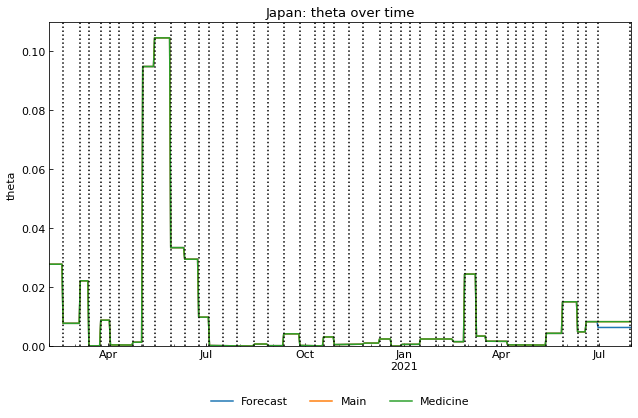 Japan: theta over time
0.10
0.08
0.06
0.04
0.02
0.00
theta
Apr Jul Oct Jan Apr Jul
2021
Forecast Main Medicine